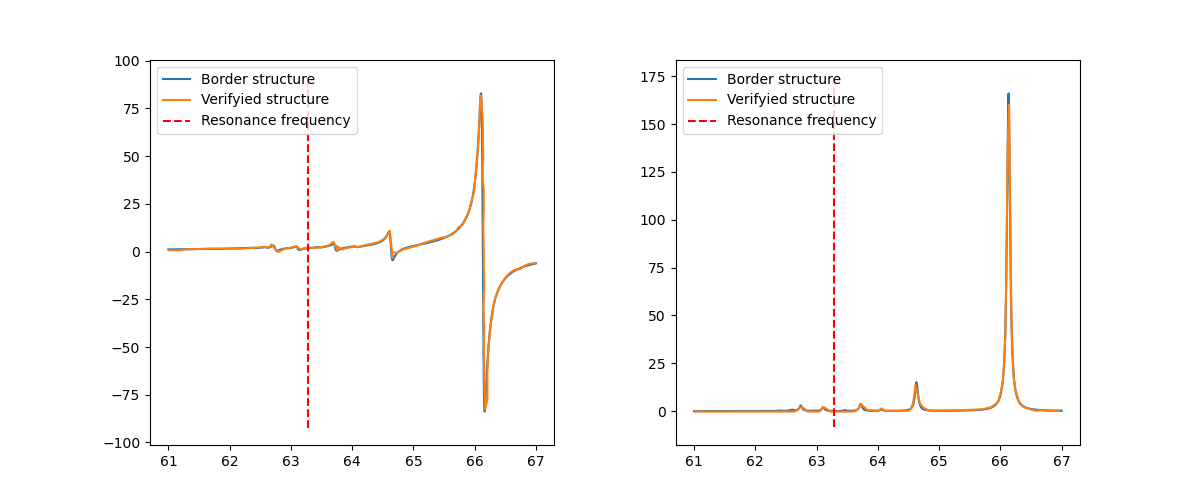 Border structure
Verifyied structure
Resonance frequency
100
75
50
25
0
−25
−50
−75
−100
61 62 63 64 65 66 67
Border structure
Verifyied structure
Resonance frequency
175
150
125
100
75
50
25
0
61 62 63 64 65 66 67